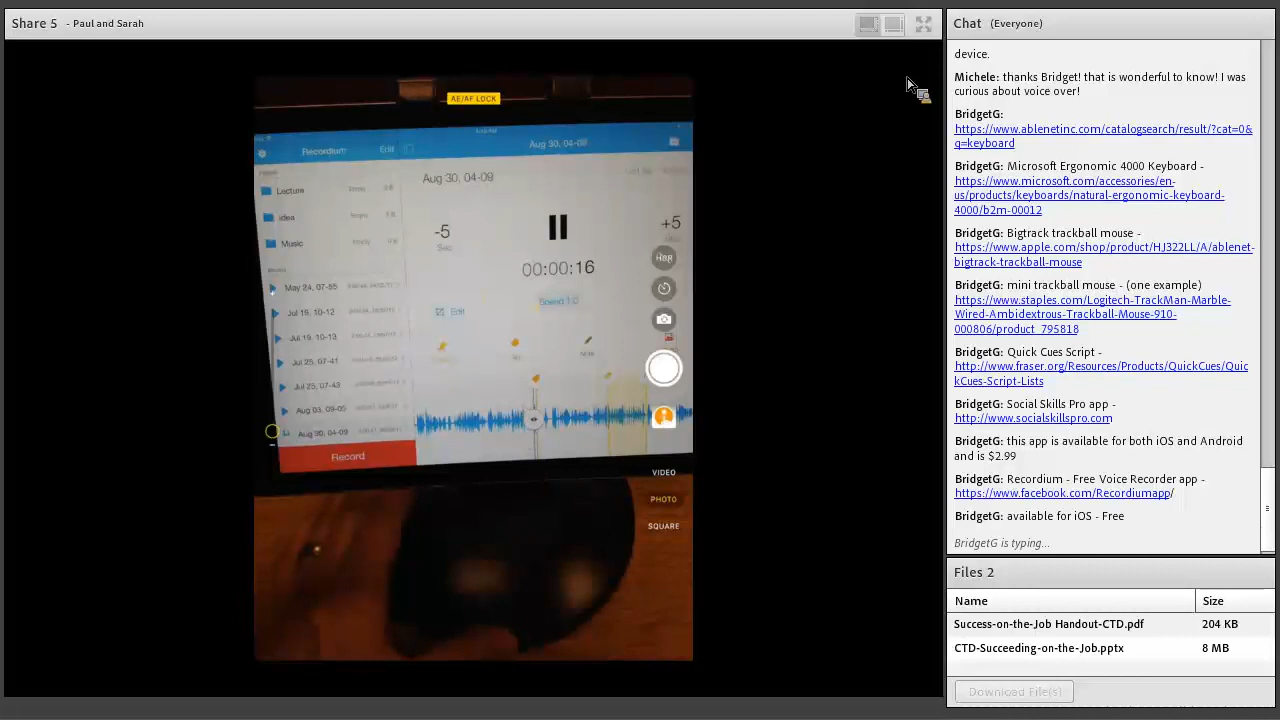 Share 5 - Paul and Sarah
AE/AF LOCK
Recordium
Edit
Aug 30, 04-09
Lecture
Idea
Music
May 24, 07-55
Jul 19, 10-12
Jul 19, 10-13
Jul 25, 07-41
Jul 25, 07-43
Aug 03, 09-05
Aug 30, 04-09
Record
Aug 30, 04-09
-5
Sec
+5
00:00:16
Speed 1.0
Edit
HDR
VIDEO
PHOTO
SQUARE
Chat (Everyone)
device.
Michele: thanks Bridget! that is wonderful to know! I was
curious about voice over!
BridgetG:
https://www.ablenetinc.com/catalogsearch/result/?cat=0&
q=keyboard
BridgetG: Microsoft Ergonomic 4000 Keyboard -
https://www.microsoft.com/accessories/en-
us/products/keyboards/natural-ergonomic-keyboard-
4000/b2m-00012
BridgetG: Bigtrack trackball mouse -
https://www.apple.com/shop/product/HJ322LL/A/ablenet-
bigtrack-trackball-mouse
BridgetG: mini trackball mouse - (one example)
https://www.staples.com/Logitech-TrackMan-Marble-
Wired-Ambidextrous-Trackball-Mouse-910-
000806/product_795818
BridgetG: Quick Cues Script -
http://www.fraser.org/Resources/Products/QuickCues/Quic
kCues-Script-Lists
BridgetG: Social Skills Pro app -
http://www.socialskillspro.com
BridgetG: this app is available for both iOS and Android
and is $2.99
BridgetG: Recordium - Free Voice Recorder app -
https://www.facebook.com/Recordiumapp/
BridgetG: available for iOS - Free
BridgetG is typing...
Files 2
Name Size
Success-on-the-Job Handout-CTD.pdf 204 KB
CTD-Succeeding-on-the-Job.pptx 8 MB
Download File(s)